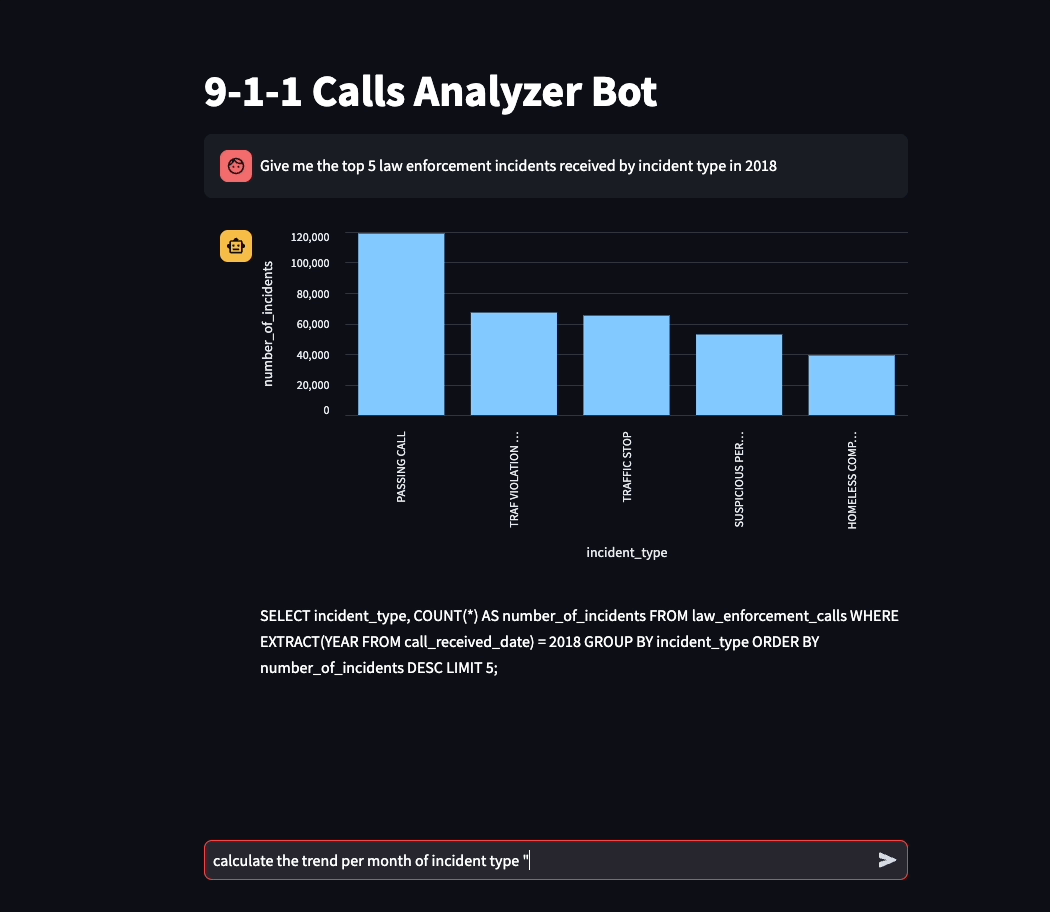 9-1-1 Calls Analyzer Bot
Give me the top 5 law enforcement incidents received by incident type in 2018
120,000
100,000
80,000
60,000
40,000
20,000
0
number_of_incidents
PASSING CALL
TRAF VIOLATION …
TRAFFIC STOP
SUSPICIOUS PER…
HOMELESS COMP…
incident_type
SELECT incident_type, COUNT(*) AS number_of_incidents FROM law_enforcement_calls WHERE
EXTRACT(YEAR FROM call_received_date) = 2018 GROUP BY incident_type ORDER BY
number_of_incidents DESC LIMIT 5;
calculate the trend per month of incident type "